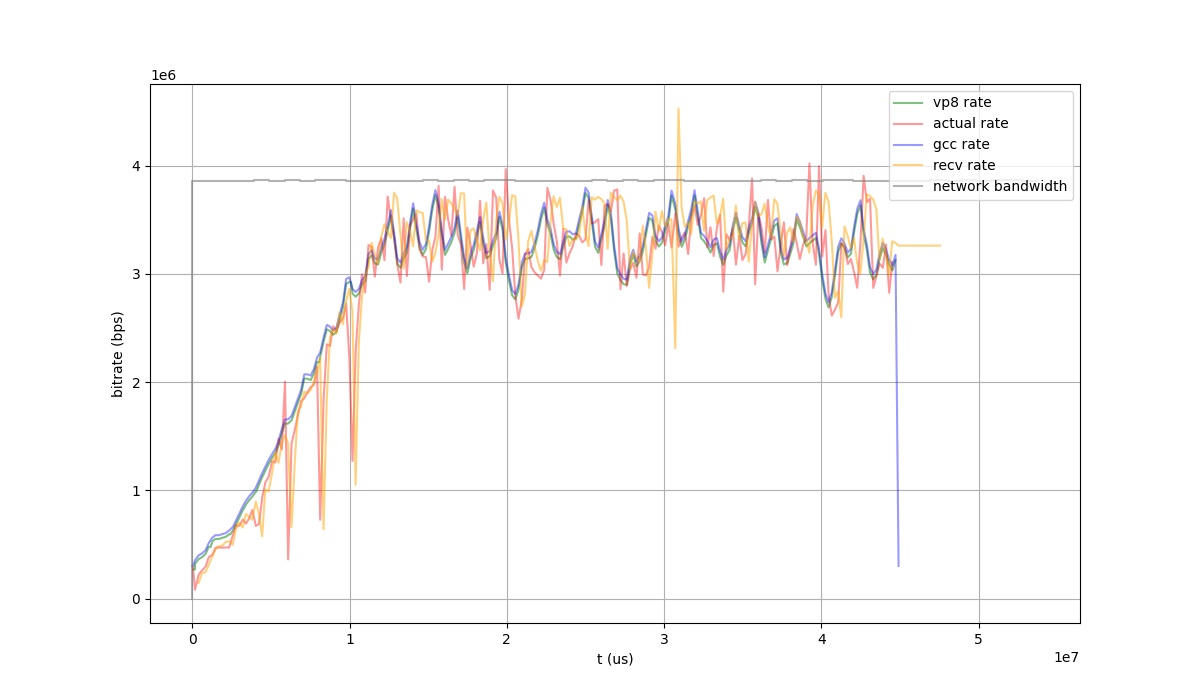 1e6
vp8 rate
actual rate
gcc rate
recv rate
network bandwidth
4
3
2
1
0
bitrate (bps)
0 1 2 3 4 5
t (us)
1e7